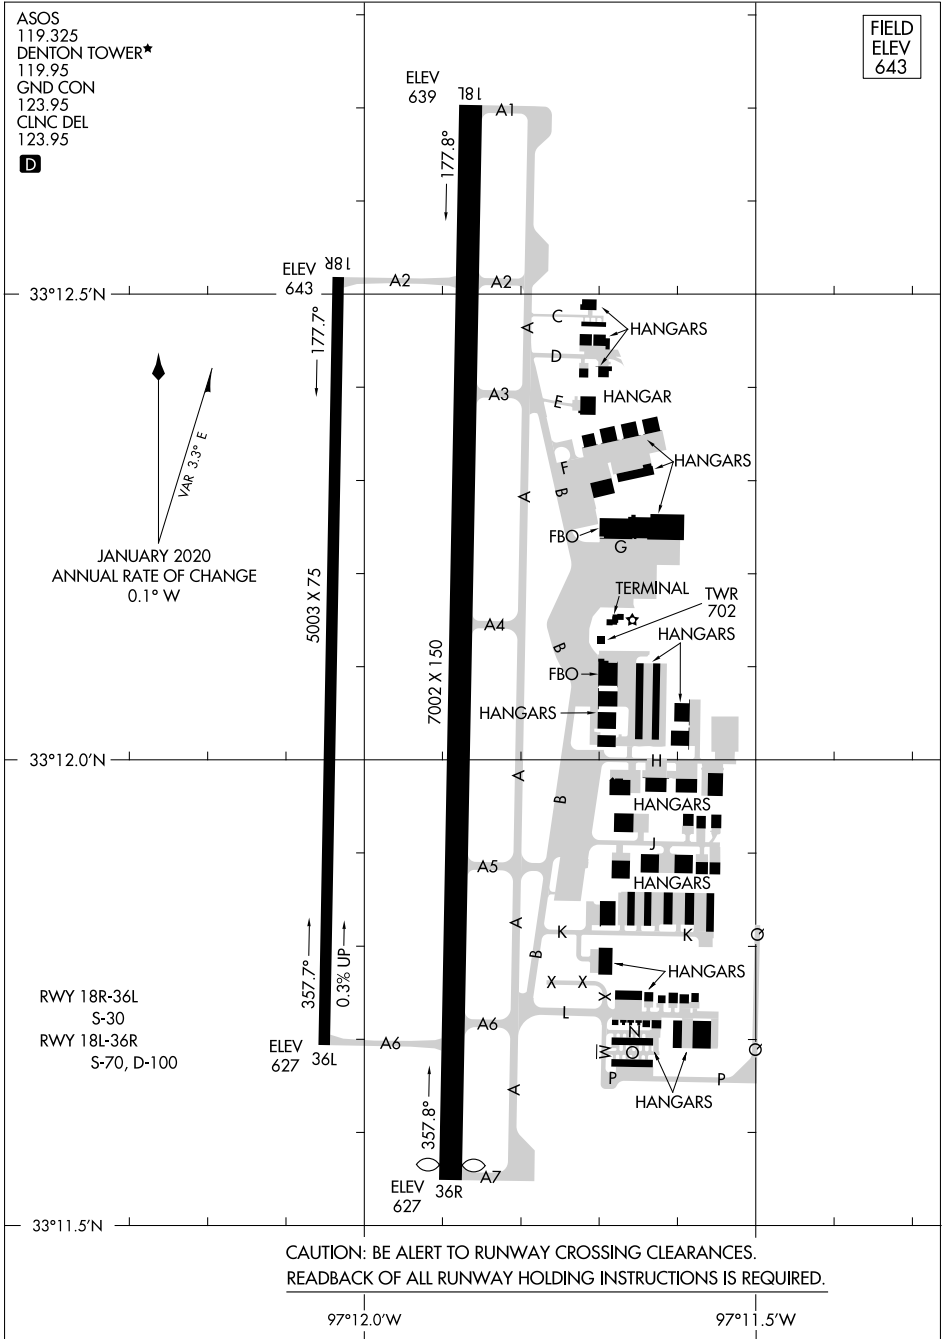 ASOS
119.325
DENTON TOWER★
119.95
GND CON
123.95
CLNC DEL
123.95
D
FIELD
ELEV
643
ELEV
639
18L
A1
177.8°
ELEV
643
18R
A2
A2
33°12.5'N
177.7°
A
C
HANGARS
D
A3
E
HANGAR
VAR 3.3° E
F
HANGARS
A
B
FBO
G
JANUARY 2020
ANNUAL RATE OF CHANGE
0.1° W
5003 X 75
7002 X 150
TERMINAL
TWR
702
A4
HANGARS
B
FBO
HANGARS
33°12.0'N
H
A
B
HANGARS
J
A5
HANGARS
A
K
K
Q
B
357.7°
0.3% UP
HANGARS
X
X
X
RWY 18R-36L
S-30
RWY 18L-36R
S-70, D-100
L
A6
N
A6
ELEV
627
36L
W
O
Q
P
P
A
HANGARS
357.8°
A7
ELEV
627
36R
33°11.5'N
CAUTION: BE ALERT TO RUNWAY CROSSING CLEARANCES.
READBACK OF ALL RUNWAY HOLDING INSTRUCTIONS IS REQUIRED.
97°12.0'W
97°11.5'W